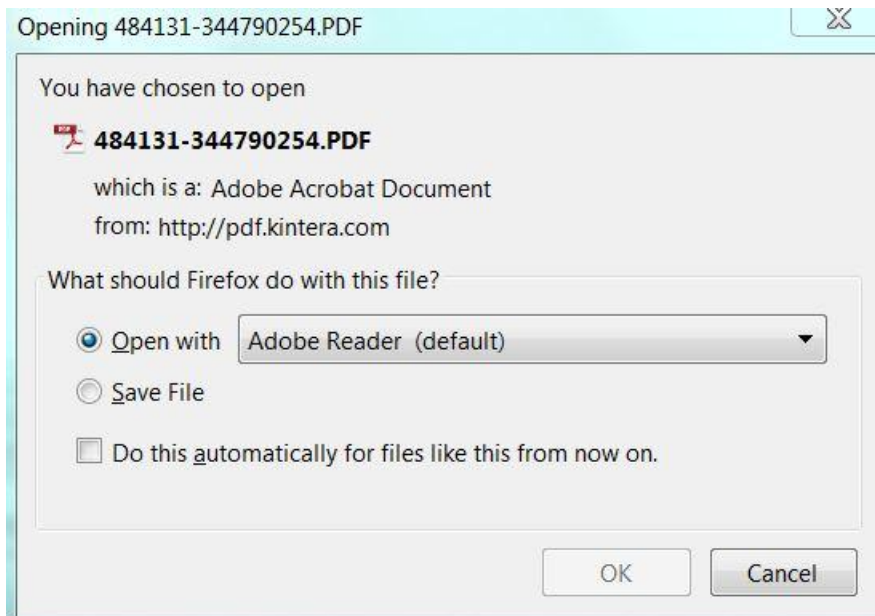 Opening 484131-344790254.PDF
You have chosen to open
484131-344790254.PDF
which is a: Adobe Acrobat Document
from: http://pdf.kintera.com
What should Firefox do with this file?
Open with Adobe Reader (default)
Save File
Do this automatically for files like this from now on.
OK Cancel